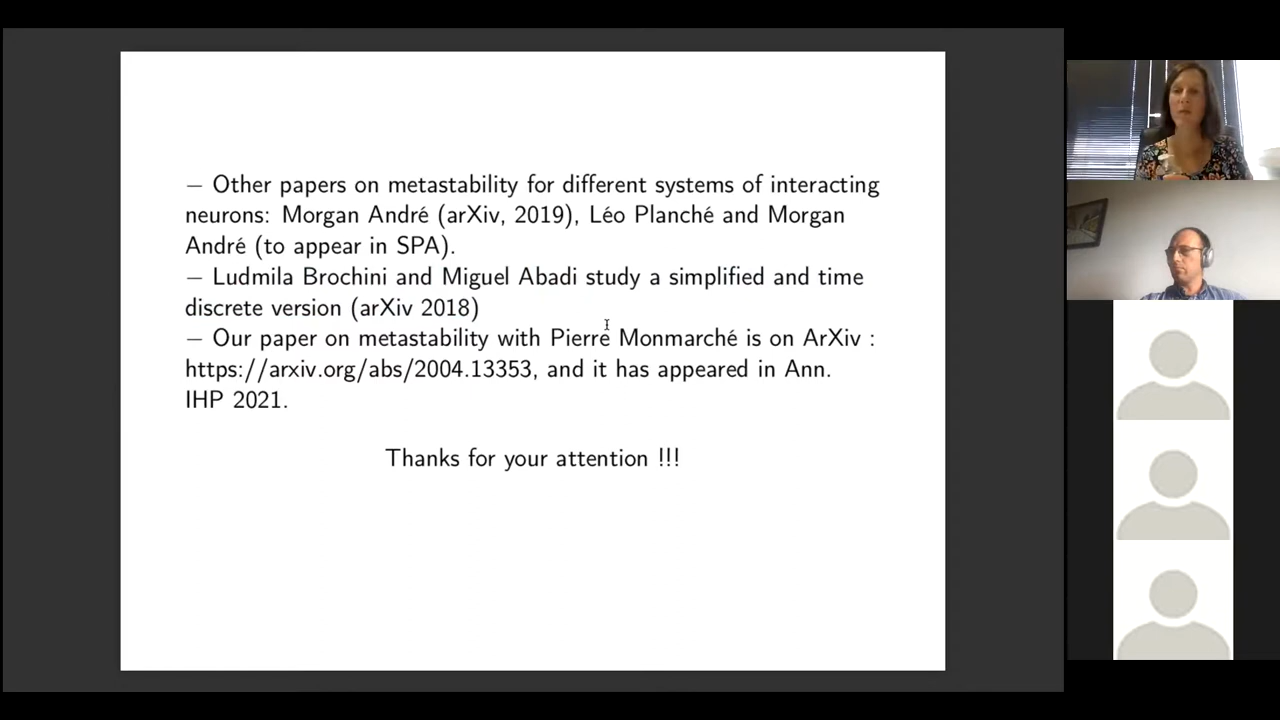 – Other papers on metastability for different systems of interacting
neurons: Morgan André (arXiv, 2019), Léo Planché and Morgan
André (to appear in SPA).
– Ludmila Brochini and Miguel Abadi study a simplified and time
discrete version (arXiv 2018)
– Our paper on metastability with Pierre Monmarché is on ArXiv :
https://arxiv.org/abs/2004.13353, and it has appeared in Ann.
IHP 2021.
Thanks for your attention !!!